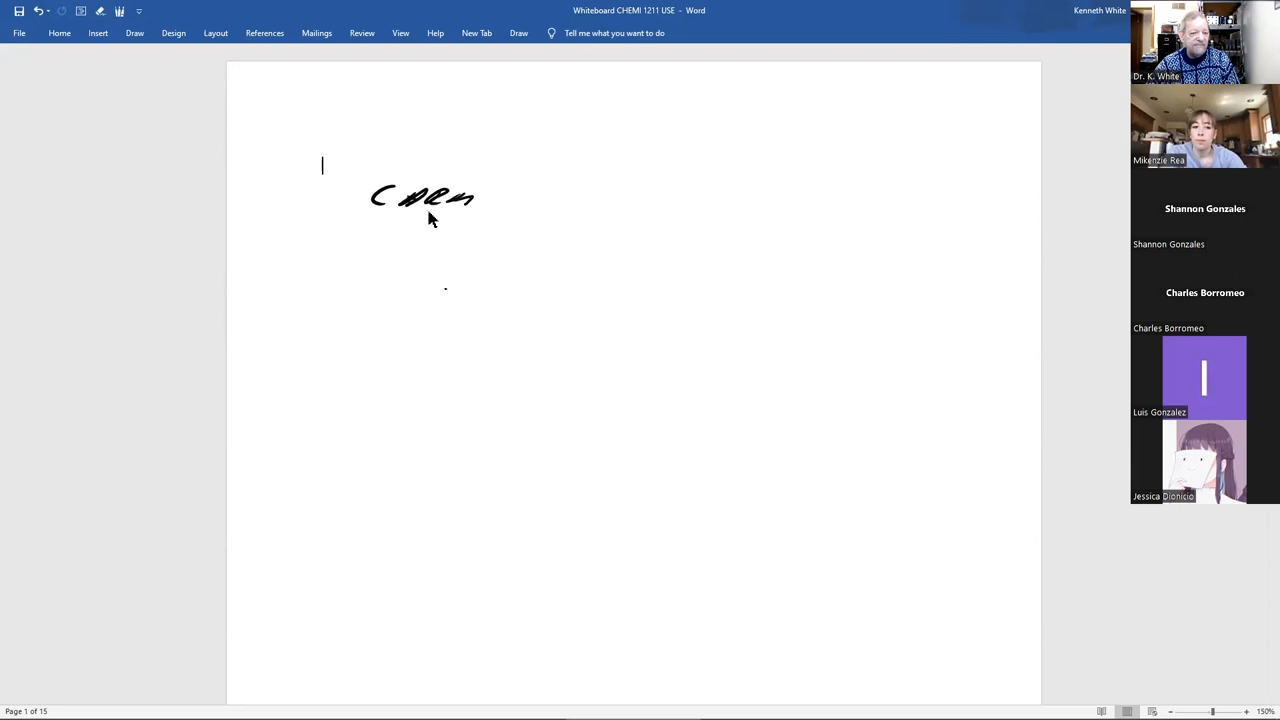 Whiteboard CHEMI 1211 USE - Word
Kenneth White
File Home Insert Draw Design Layout References Mailings Review View Help New Tab Draw Tell me what you want to do
Dr. K. White
Mikenzie Rea
Shannon Gonzales
Shannon Gonzales
Charles Borromeo
Charles Borromeo
I
Luis Gonzalez
Jessica Dionicio
Page 1 of 15
150%